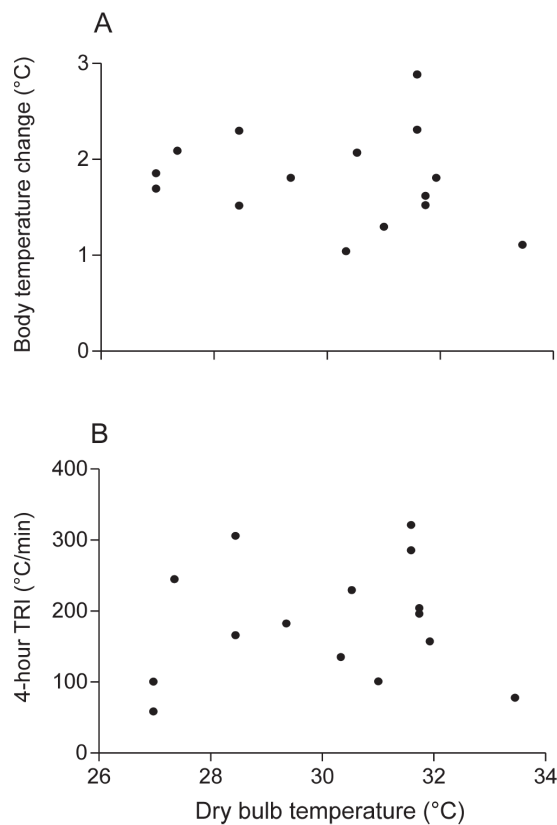 A
Body temperature change (°C)
3
2
1
0
B
4-hour TRI (°C/min)
400
300
200
100
0
26 28 30 32 34
Dry bulb temperature (°C)